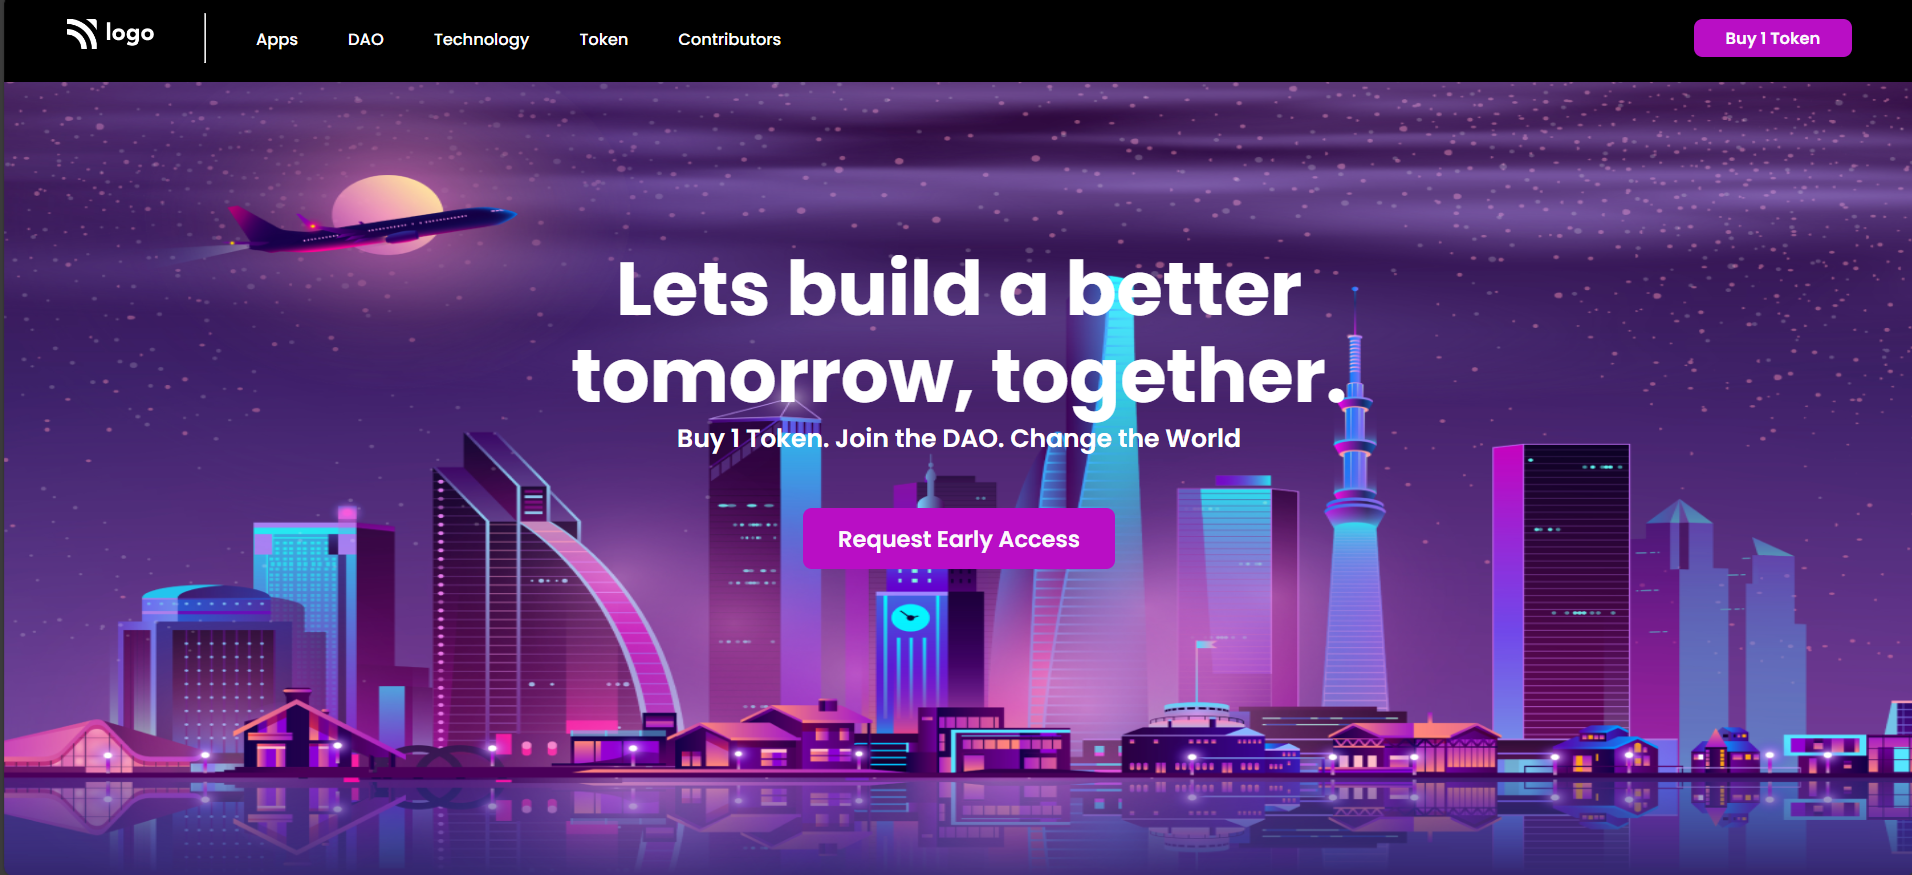 logo
Apps
DAO
Technology
Token
Contributors
Buy 1 Token
Lets build a better
tomorrow, together.
Buy 1 Token. Join the DAO. Change the World
Request Early Access